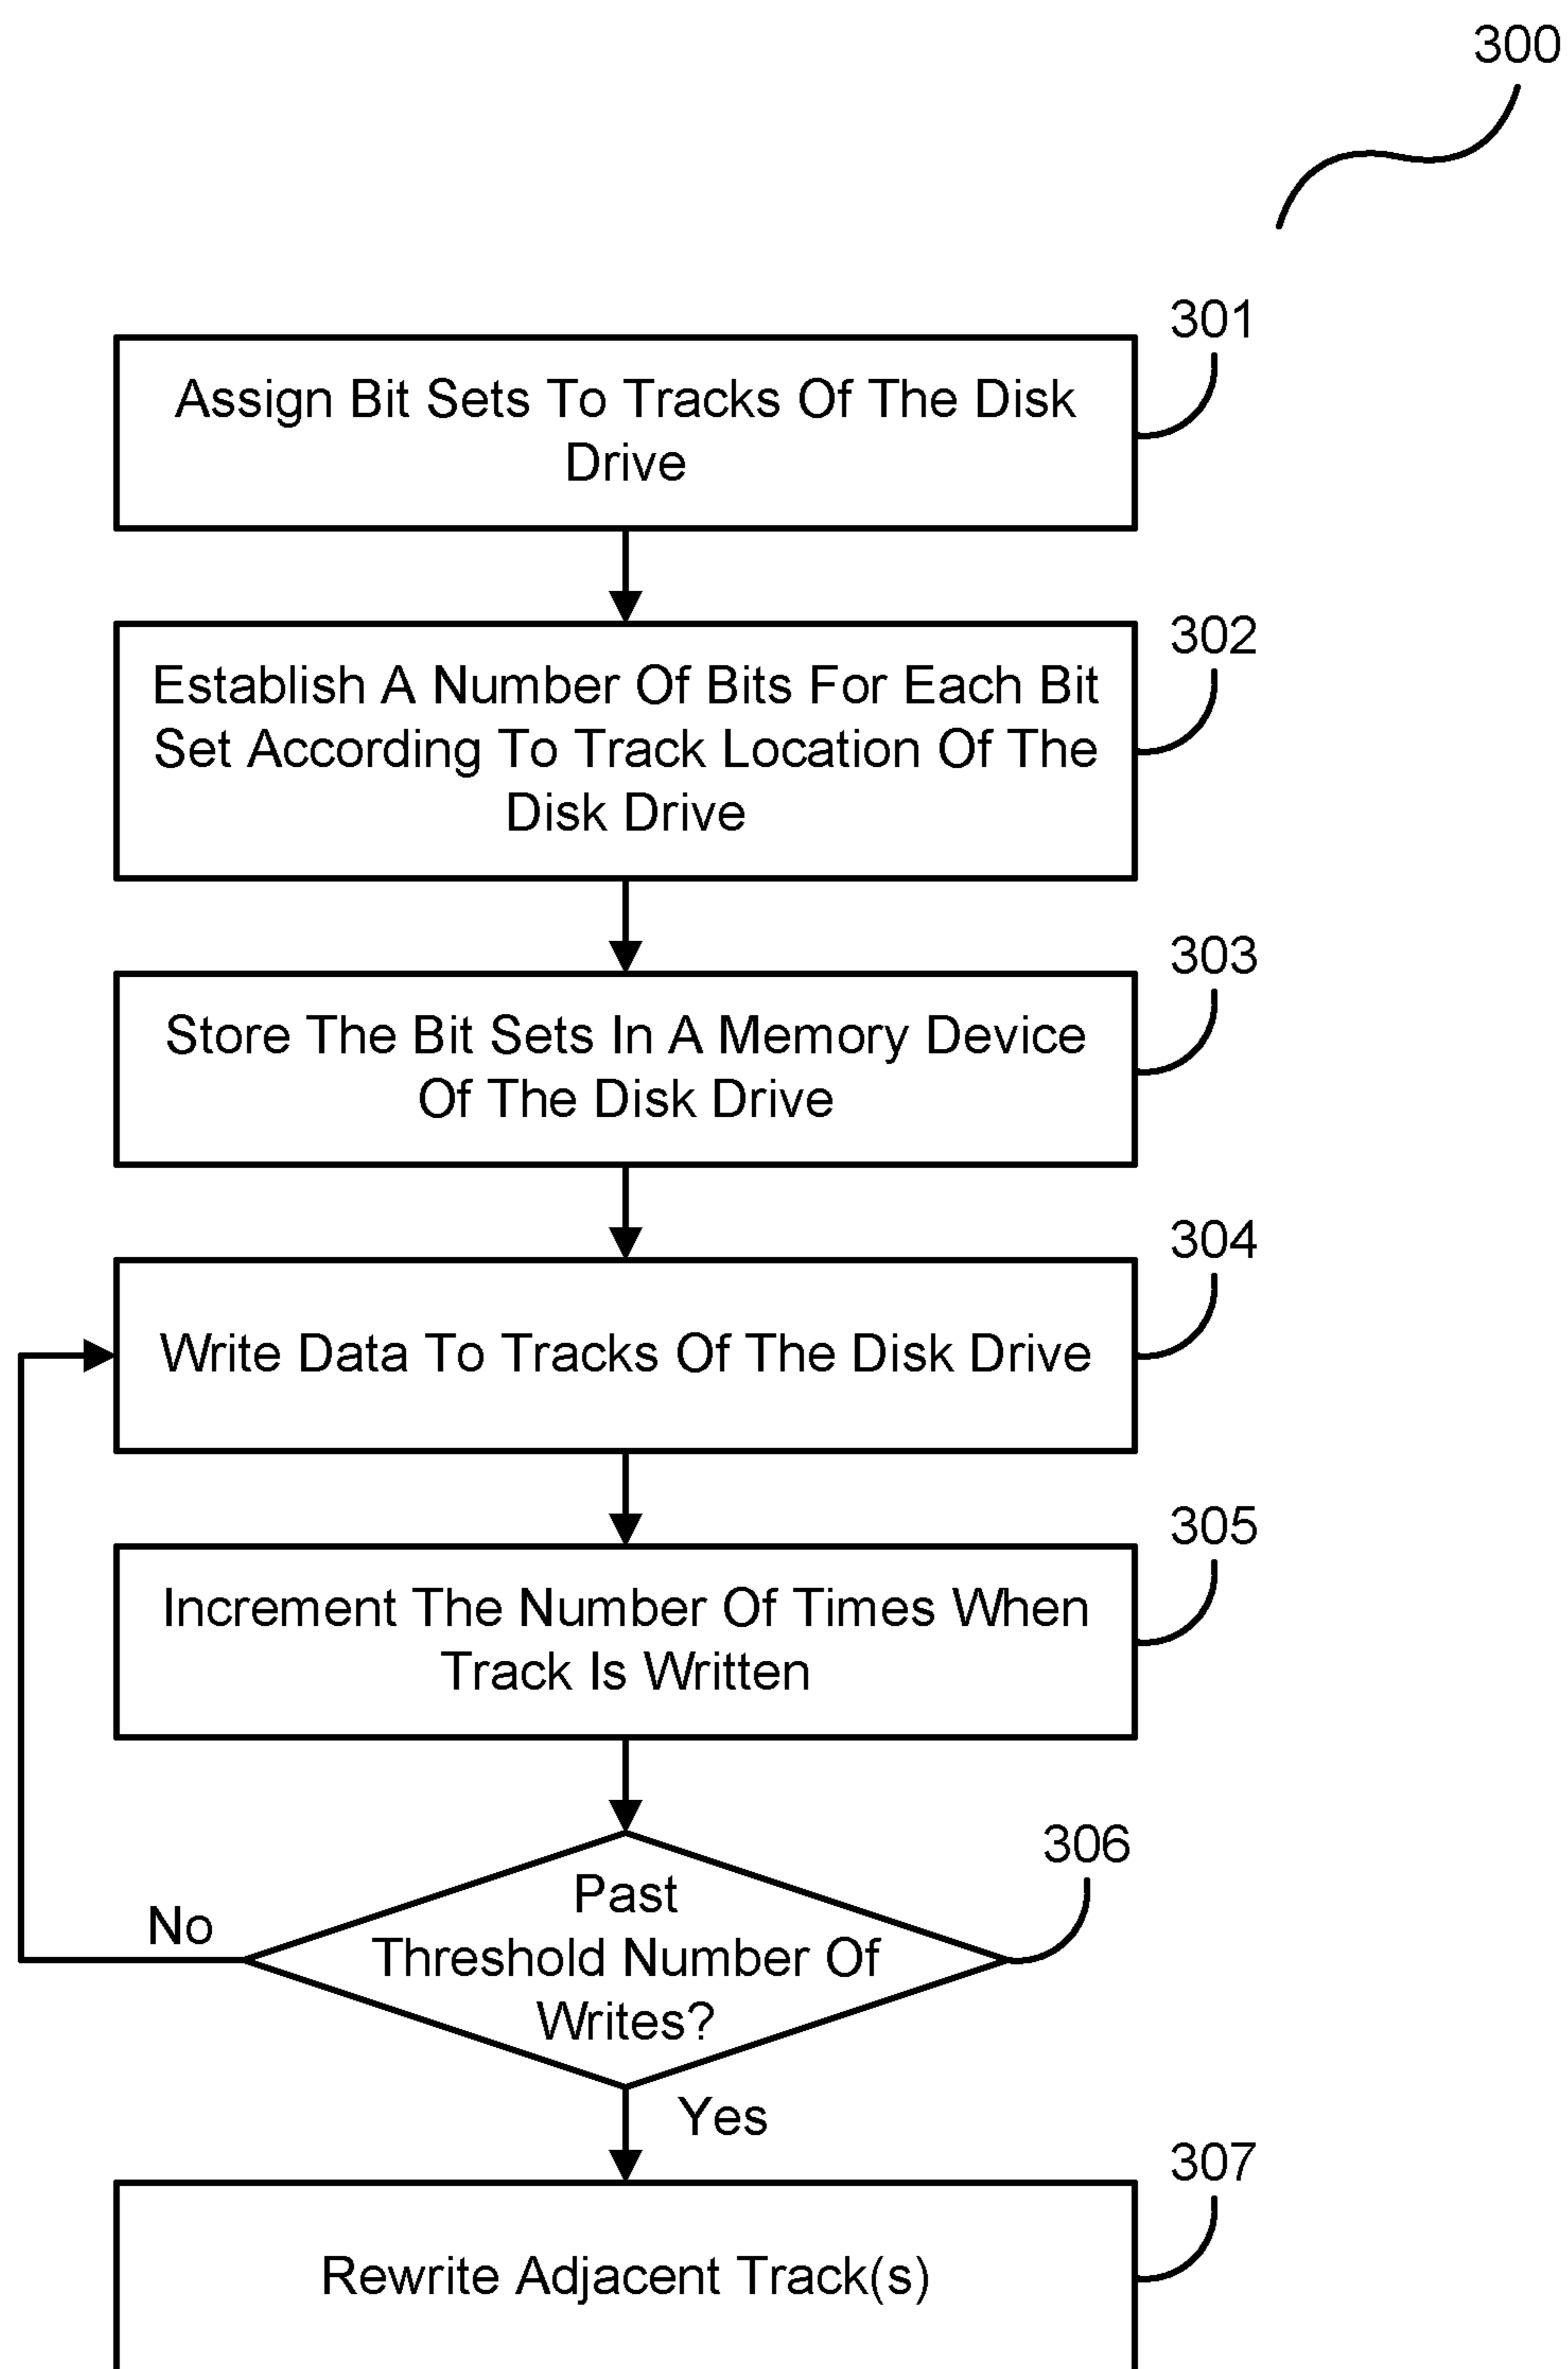 300
301
Assign Bit Sets To Tracks Of The Disk
Drive
302
Establish A Number Of Bits For Each Bit
Set According To Track Location Of The
Disk Drive
303
Store The Bit Sets In A Memory Device
Of The Disk Drive
304
Write Data To Tracks Of The Disk Drive
305
Increment The Number Of Times When
Track Is Written
306
Past
Threshold Number Of
Writes?
No
Yes
307
Rewrite Adjacent Track(s)